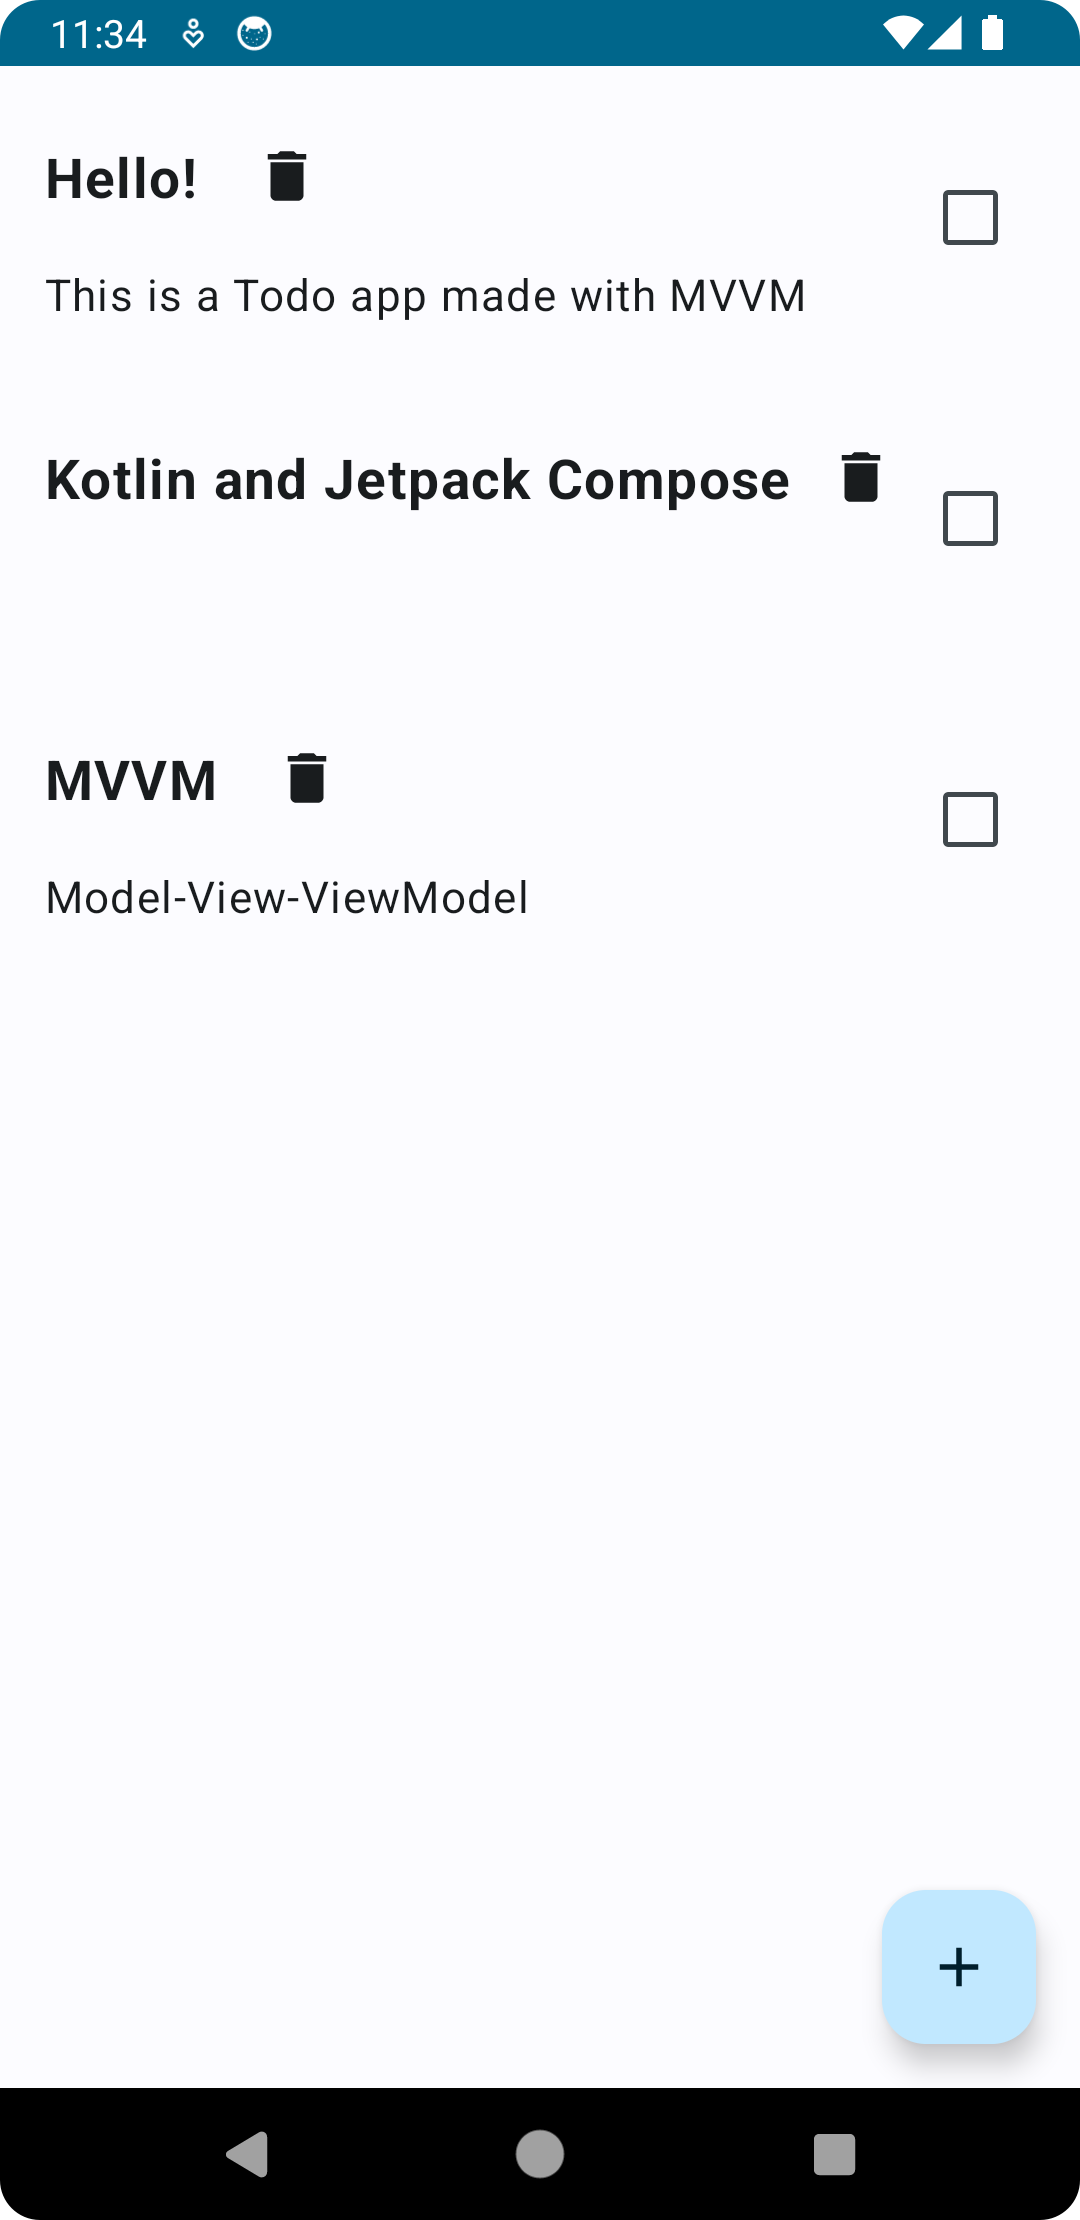 11:34
Hello!
This is a Todo app made with MVVM
Kotlin and Jetpack Compose
MVVM
Model-View-ViewModel